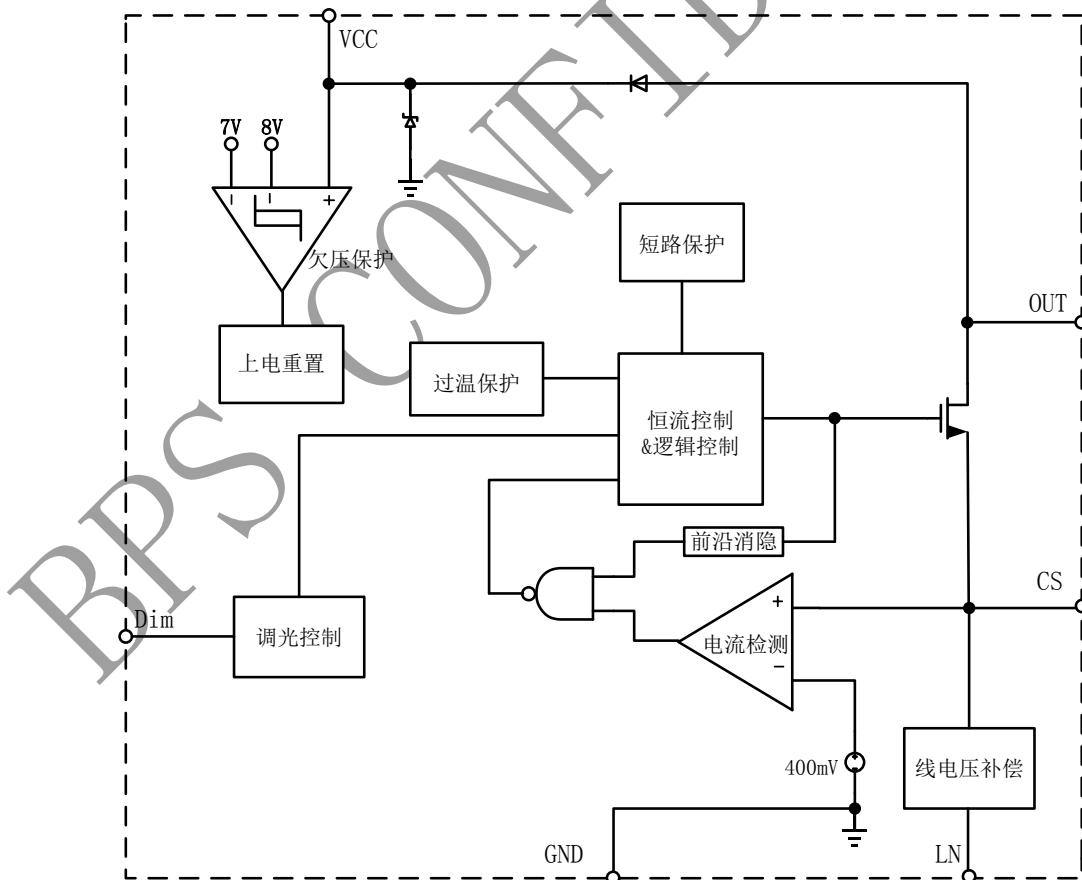 VCC
7V 8V
欠压保护
短路保护
OUT
上电重置
过温保护
恒流控制
&逻辑控制
前沿消隐
CS
Dim
调光控制
电流检测
400mV
线电压补偿
GND
LN
BPS CONFID